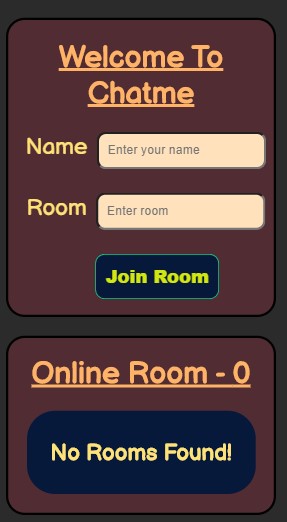 Welcome To
Chatme
Name Enter your name
Room Enter room
Join Room
Online Room - 0
No Rooms Found!